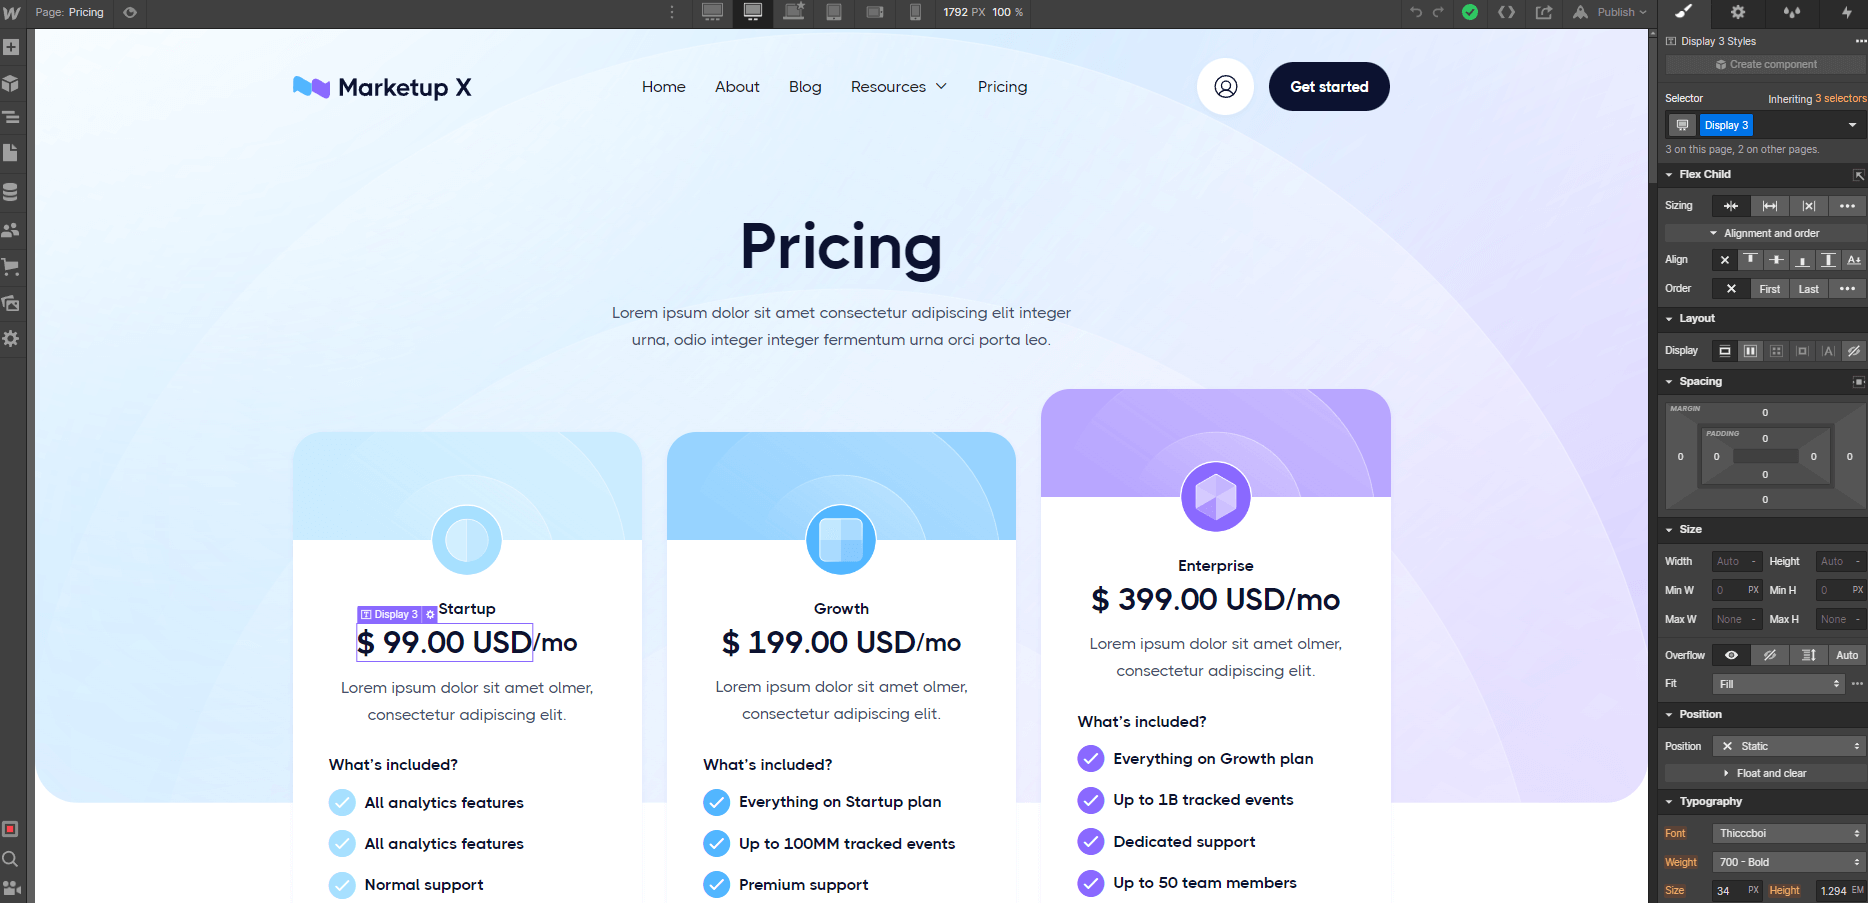 Page: Pricing
1792 PX 100 %
Publish
Marketup X
Home About Blog Resources Pricing
Get started
Pricing
Lorem ipsum dolor sit amet consectetur adipiscing elit integer
urna, odio integer integer fermentum urna orci porta leo.
Display 3
Startup
$ 99.00 USD/mo
Lorem ipsum dolor sit amet olmer,
consectetur adipiscing elit.
What's included?
All analytics features
All analytics features
Normal support
Growth
$ 199.00 USD/mo
Lorem ipsum dolor sit amet olmer,
consectetur adipiscing elit.
What's included?
Everything on Startup plan
Up to 100MM tracked events
Premium support
Enterprise
$ 399.00 USD/mo
Lorem ipsum dolor sit amet olmer,
consectetur adipiscing elit.
What's included?
Everything on Growth plan
Up to 1B tracked events
Dedicated support
Up to 50 team members
Display 3 Styles
Create component
Selector Inheriting 3 selectors
Display 3
3 on this page, 2 on other pages.
Flex Child
Sizing
Alignment and order
Align
Order First Last
Layout
Display
Spacing
MARGIN
0
PADDING
0
0 0 0 0
0
0
Size
Width Auto - Height Auto -
Min W 0 PX Min H 0 PX
Max W None - Max H None -
Overflow Auto
Fit Fill
Position
Position Static
Float and clear
Typography
Font Thicccboi
Weight 700 - Bold
Size 34 PX Height 1.294 EM